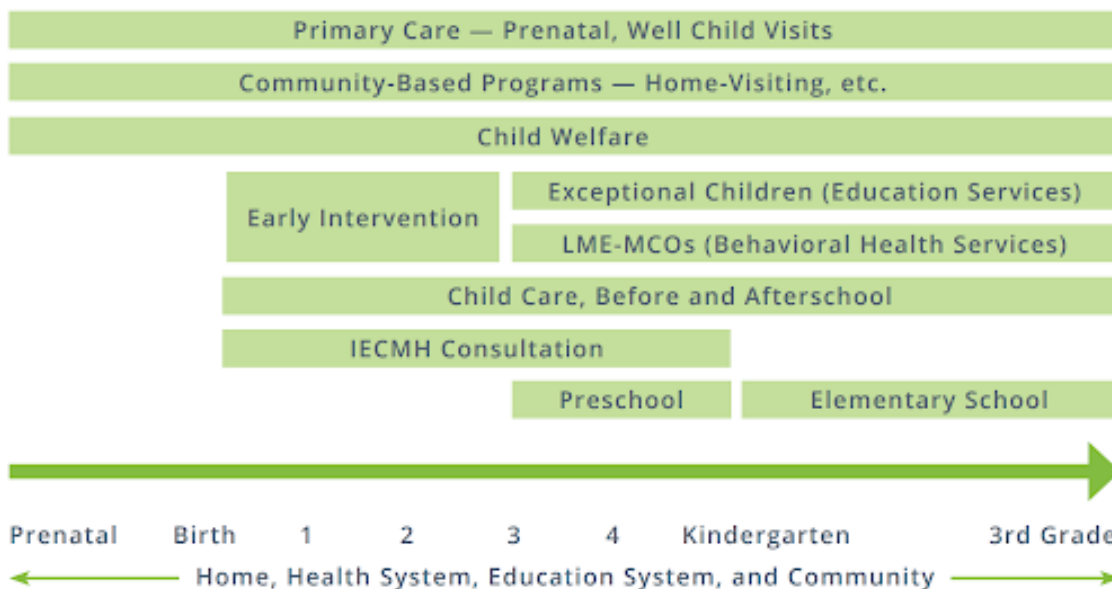 Primary Care — Prenatal, Well Child Visits
Community-Based Programs — Home-Visiting, etc.
Child Welfare
Early Intervention
Exceptional Children (Education Services)
LME-MCOs (Behavioral Health Services)
Child Care, Before and Afterschool
IECMH Consultation
Preschool Elementary School
Prenatal Birth 1 2 3 4 Kindergarten 3rd Grade
Home, Health System, Education System, and Community